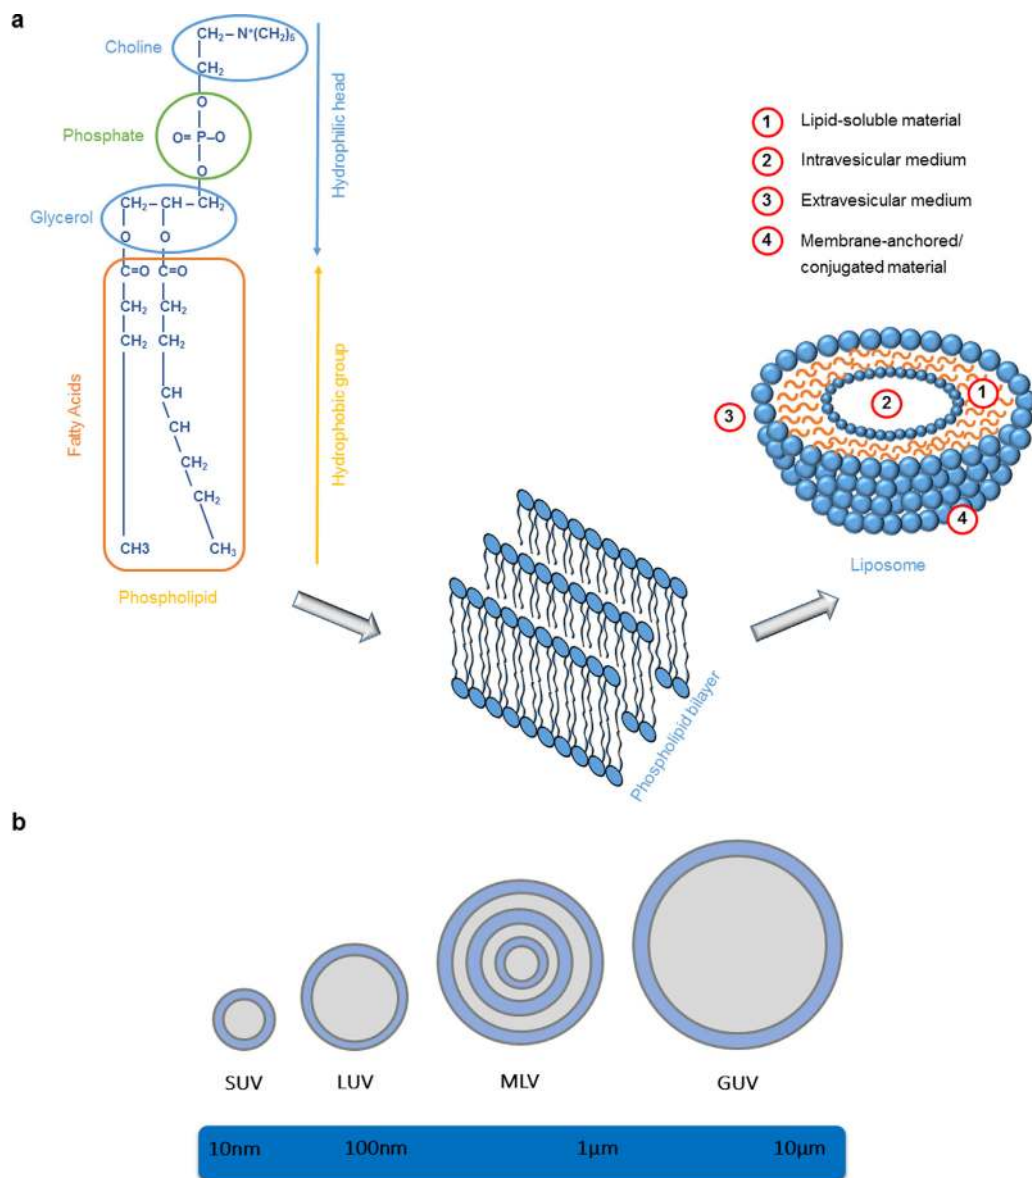 a
Choline
CH₂– N⁺(CH₂)₅
CH₂
O
Phosphate
O= P–O
O
Glycerol
CH₂–CH–CH₂
O O
C=O C=O
CH₂ CH₂
CH₂ CH₂
CH
CH
CH₂
CH₂
CH3 CH₃
Fatty Acids
Hydrophilic head
Hydrophobic group
Phospholipid
Phospholipid bilayer
1 Lipid-soluble material
2 Intravesicular medium
3 Extravesicular medium
4 Membrane-anchored/
conjugated material
1
2
3
4
Liposome
b
SUV LUV MLV GUV
10nm 100nm 1µm 10µm